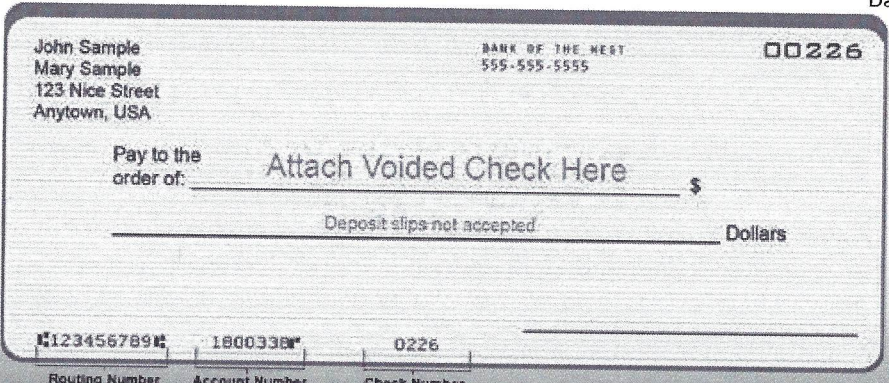 Da
John Sample
Mary Sample
123 Nice Street
Anytown, USA
BANK OF THE WEST
555-555-5555
00226
Pay to the
order of:
Attach Voided Check Here
$
Deposit slips not accepted
Dollars
⑆123456789⑆ 1800338⑈ 0226
Routing Number Account Number Check Number